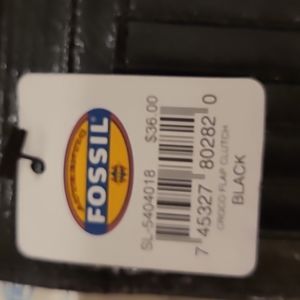 FOSSIL
SL-5404018 $36.00
7 45327 80282 0
CROCO FLAP CLUTCH
BLACK